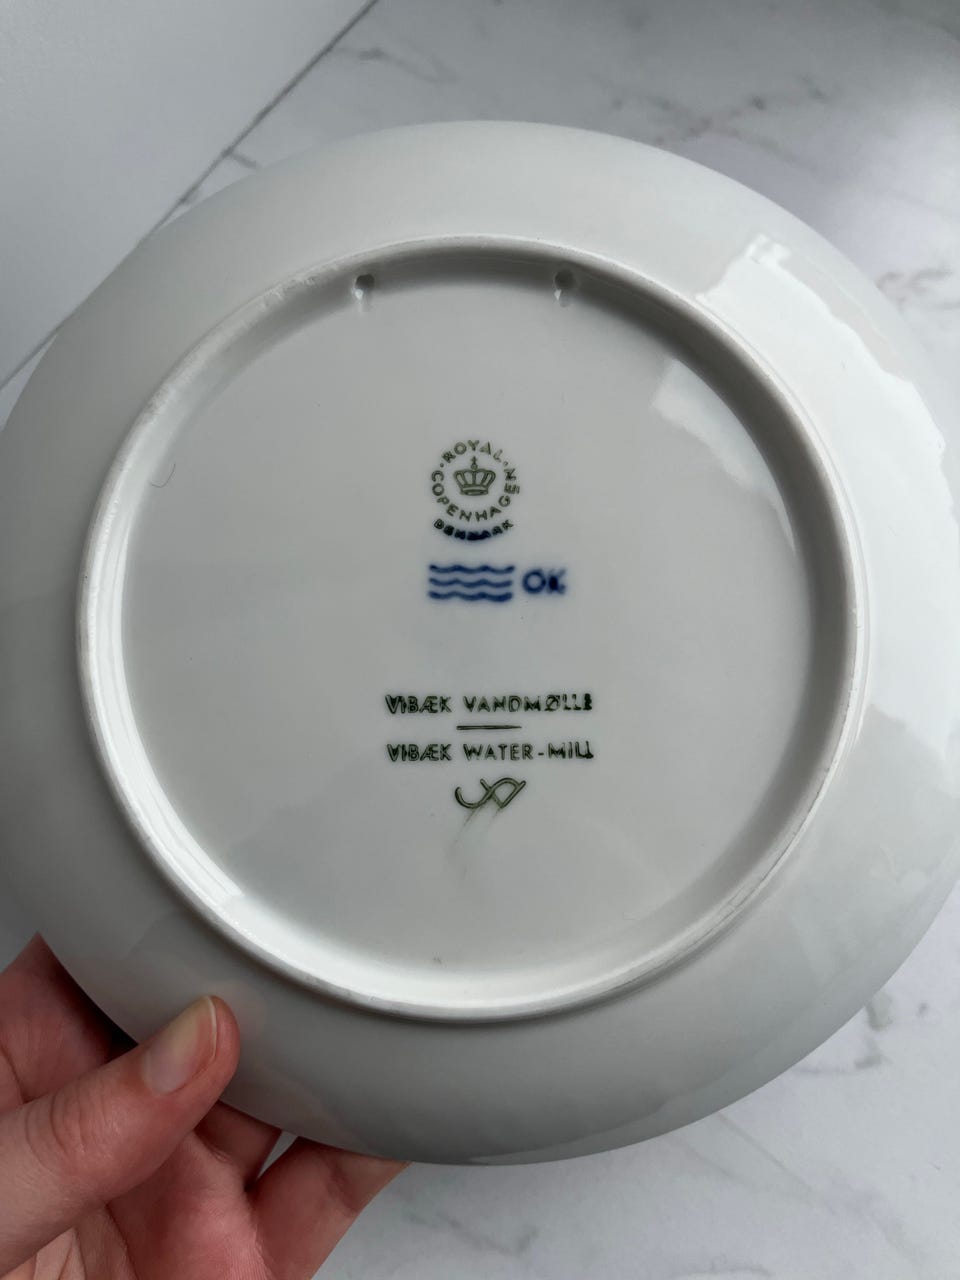 ROYAL COPENHAGEN
DENMARK
OK
VIBÆK VANDMØLLE
VIBÆK WATER-MILL